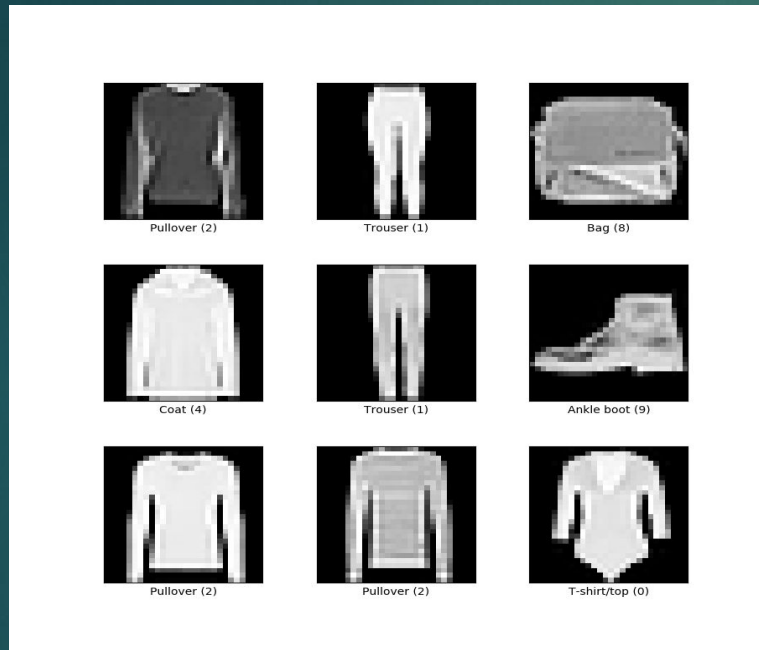 Pullover (2)
Trouser (1)
Bag (8)
Coat (4)
Trouser (1)
Ankle boot (9)
Pullover (2)
Pullover (2)
T-shirt/top (0)